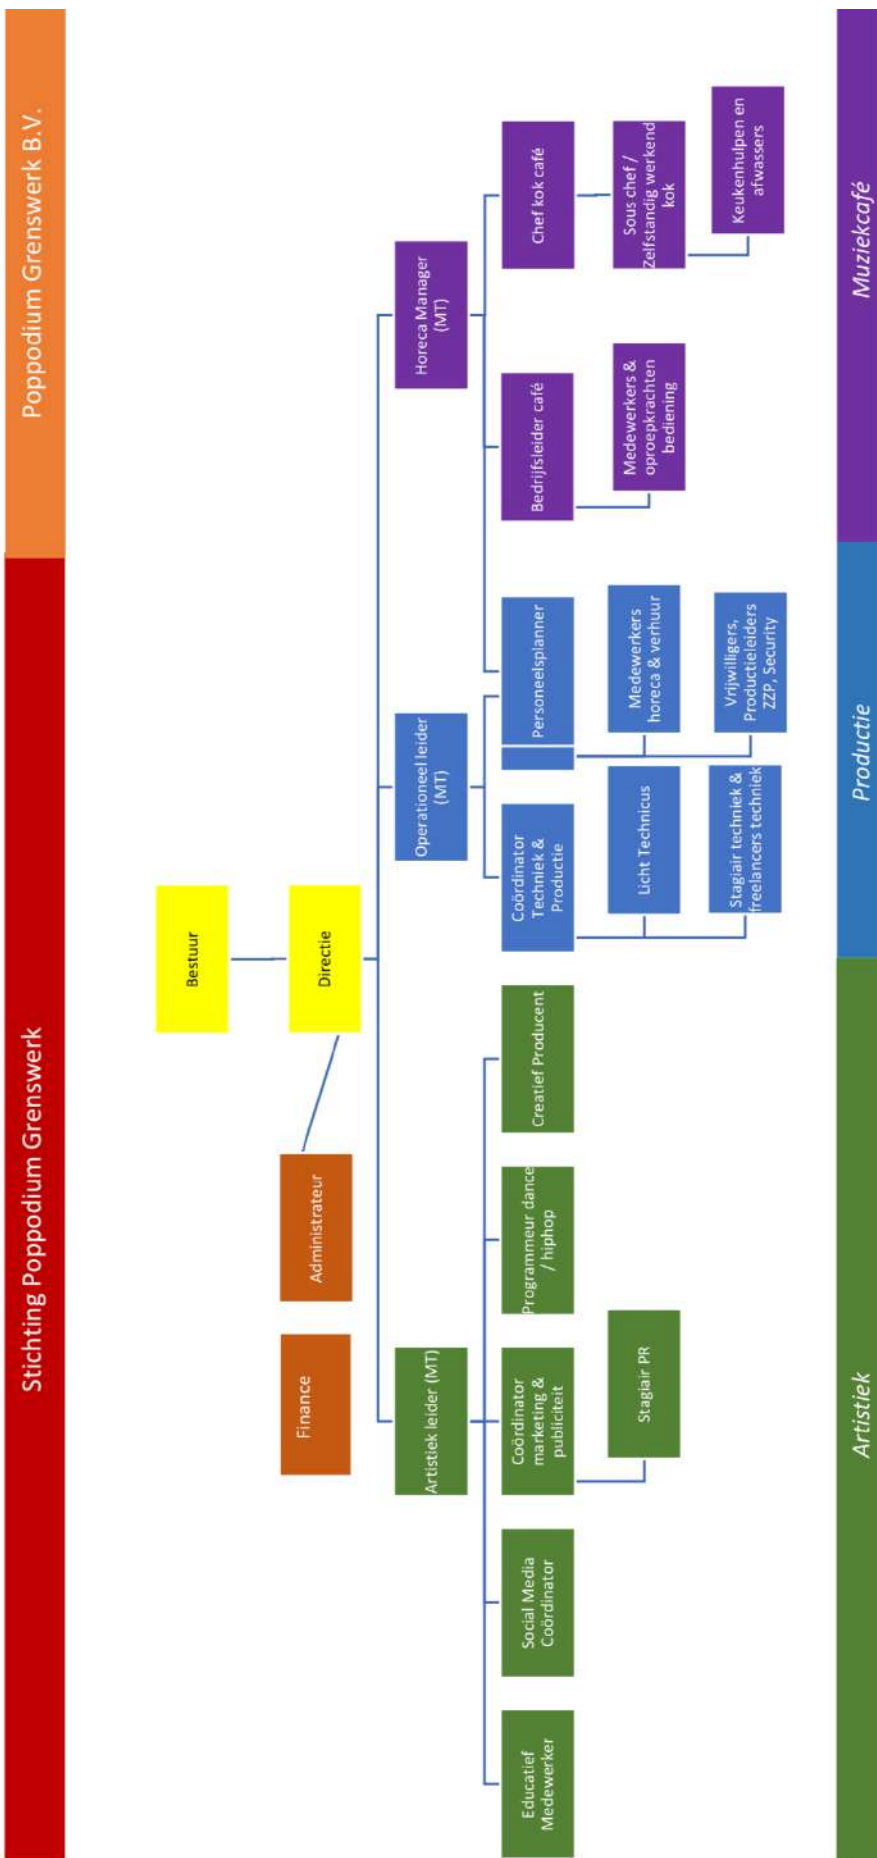 Stichting Poppodium Grenswerk
Poppodium Grenswerk B.V.
Bestuur
Finance
Administrateur
Directie
Artistiek leider (MT)
Operationeel leider
(MT)
Horeca Manager
(MT)
Educatief
Medewerker
Social Media
Coördinator
Coördinator
marketing &
publiciteit
Programmeur dance
/ hiphop
Creatief Producent
Coördinator
Techniek &
Productie
Personeelsplanner
Bedrijfsleider café
Chef kok café
Stagiair PR
Licht Technicus
Medewerkers
horeca & verhuur
Medewerkers &
oproepkrachten
bediening
Sous chef /
Zelfstandig werkend
kok
Stagiair techniek &
freelancers techniek
Vrijwilligers,
Productieleiders
ZZP, Security
Keukenhulpen en
afwassers
Artistiek
Productie
Muziekcafé